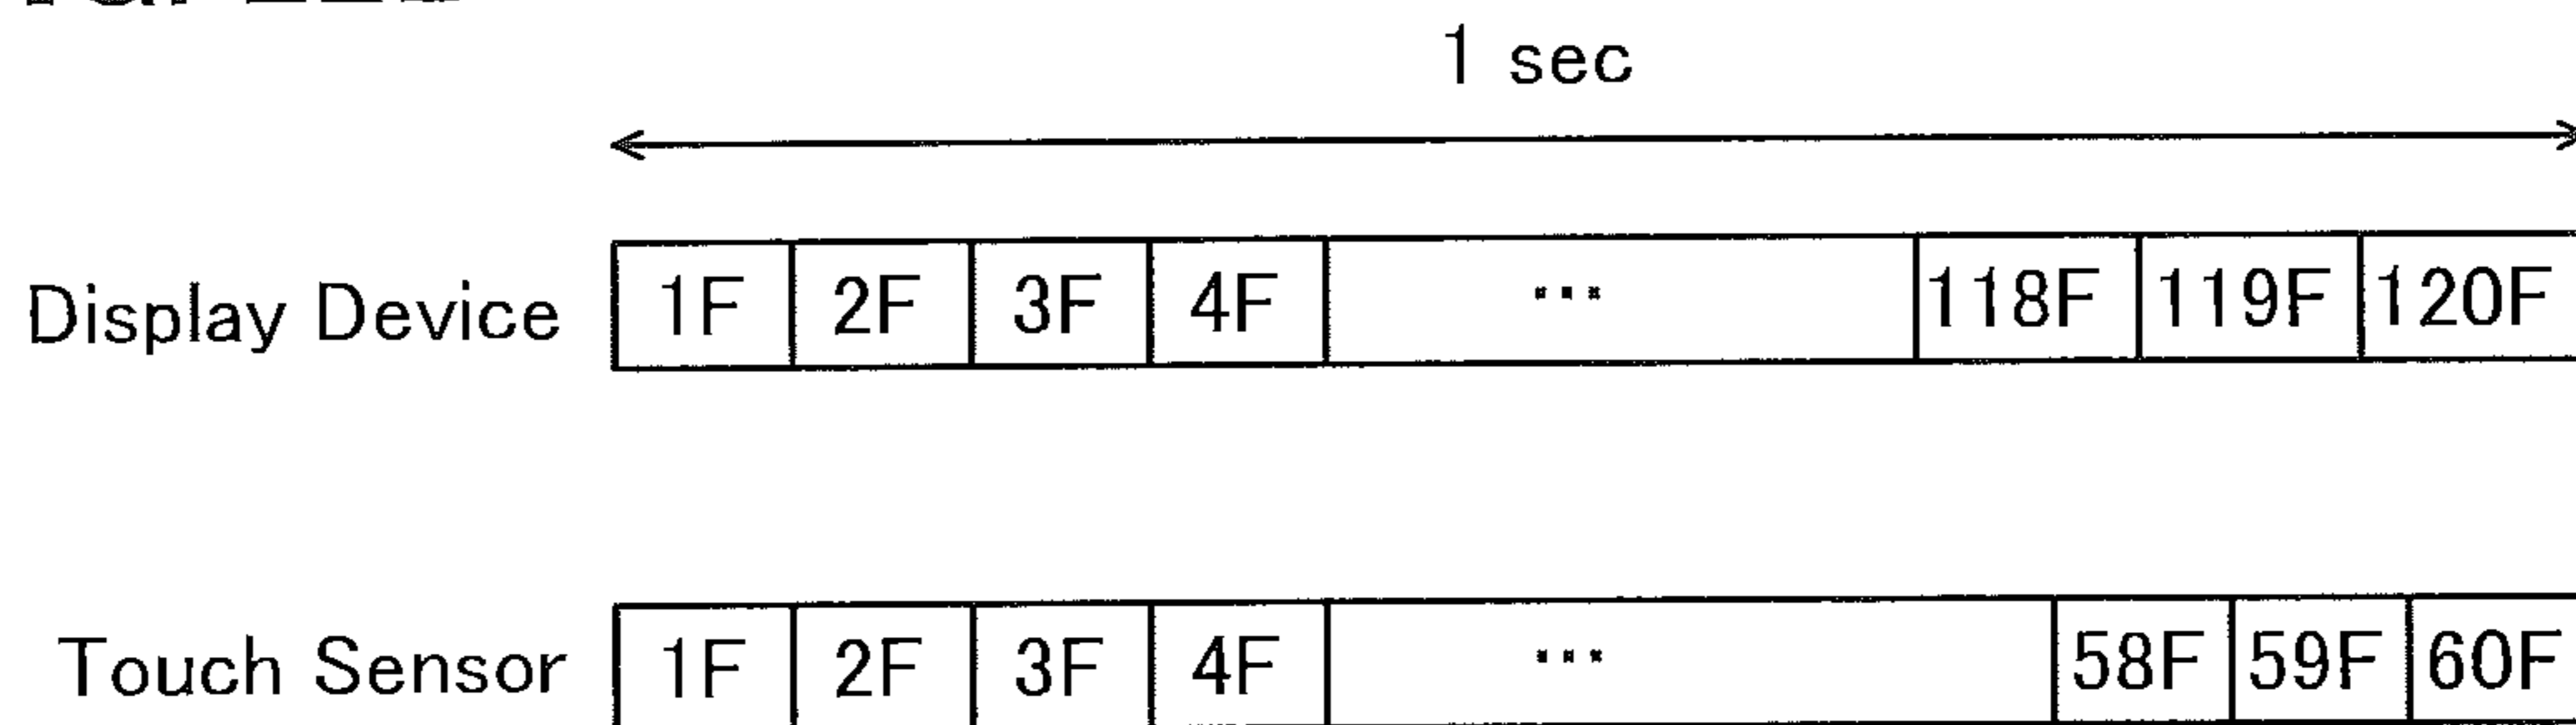 1 sec
Display Device 1F 2F 3F 4F ... 118F 119F 120F
Touch Sensor 1F 2F 3F 4F ... 58F 59F 60F